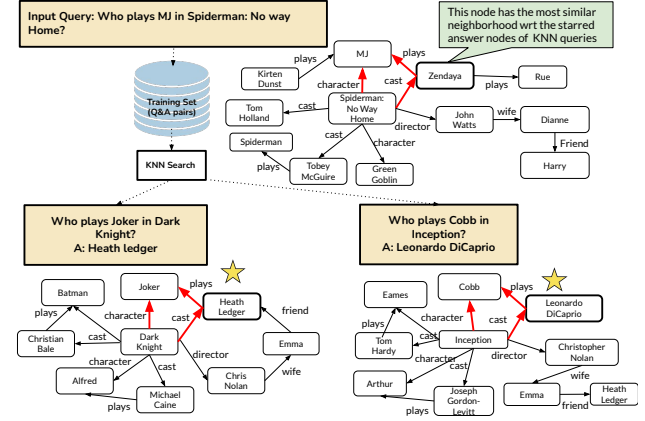 Input Query: Who plays MJ in Spiderman: No way
Home?
This node has the most similar
neighborhood wrt the starred
answer nodes of KNN queries
Training Set
(Q&A pairs)
KNN Search
MJ
plays
plays
Kirten
Dunst
Zendaya
plays
Rue
character
cast
Tom
Holland
cast
Spiderman:
No Way
Home
director
John
Watts
wife
Dianne
Friend
Harry
Spiderman
plays
cast
Tobey
McGuire
character
Green
Goblin
Who plays Joker in Dark
Knight?
A: Heath ledger
Who plays Cobb in
Inception?
A: Leonardo DiCaprio
Batman
Joker
plays
Heath
Ledger
plays
character
cast
friend
Christian
Bale
cast
Dark
Knight
Emma
character
director
Alfred
cast
Chris
Nolan
wife
plays
Michael
Caine
Eames
Cobb
plays
Leonardo
DiCaprio
character
cast
plays
Tom
Hardy
cast
Inception
director
Christopher
Nolan
character
cast
wife
Arthur
Joseph
Gordon-
Levitt
plays
Emma
friend
Heath
Ledger